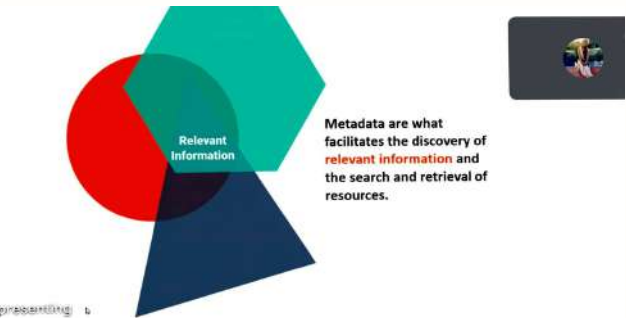 Relevant
Information
Metadata are what
facilitates the discovery of
relevant information and
the search and retrieval of
resources.
presenting